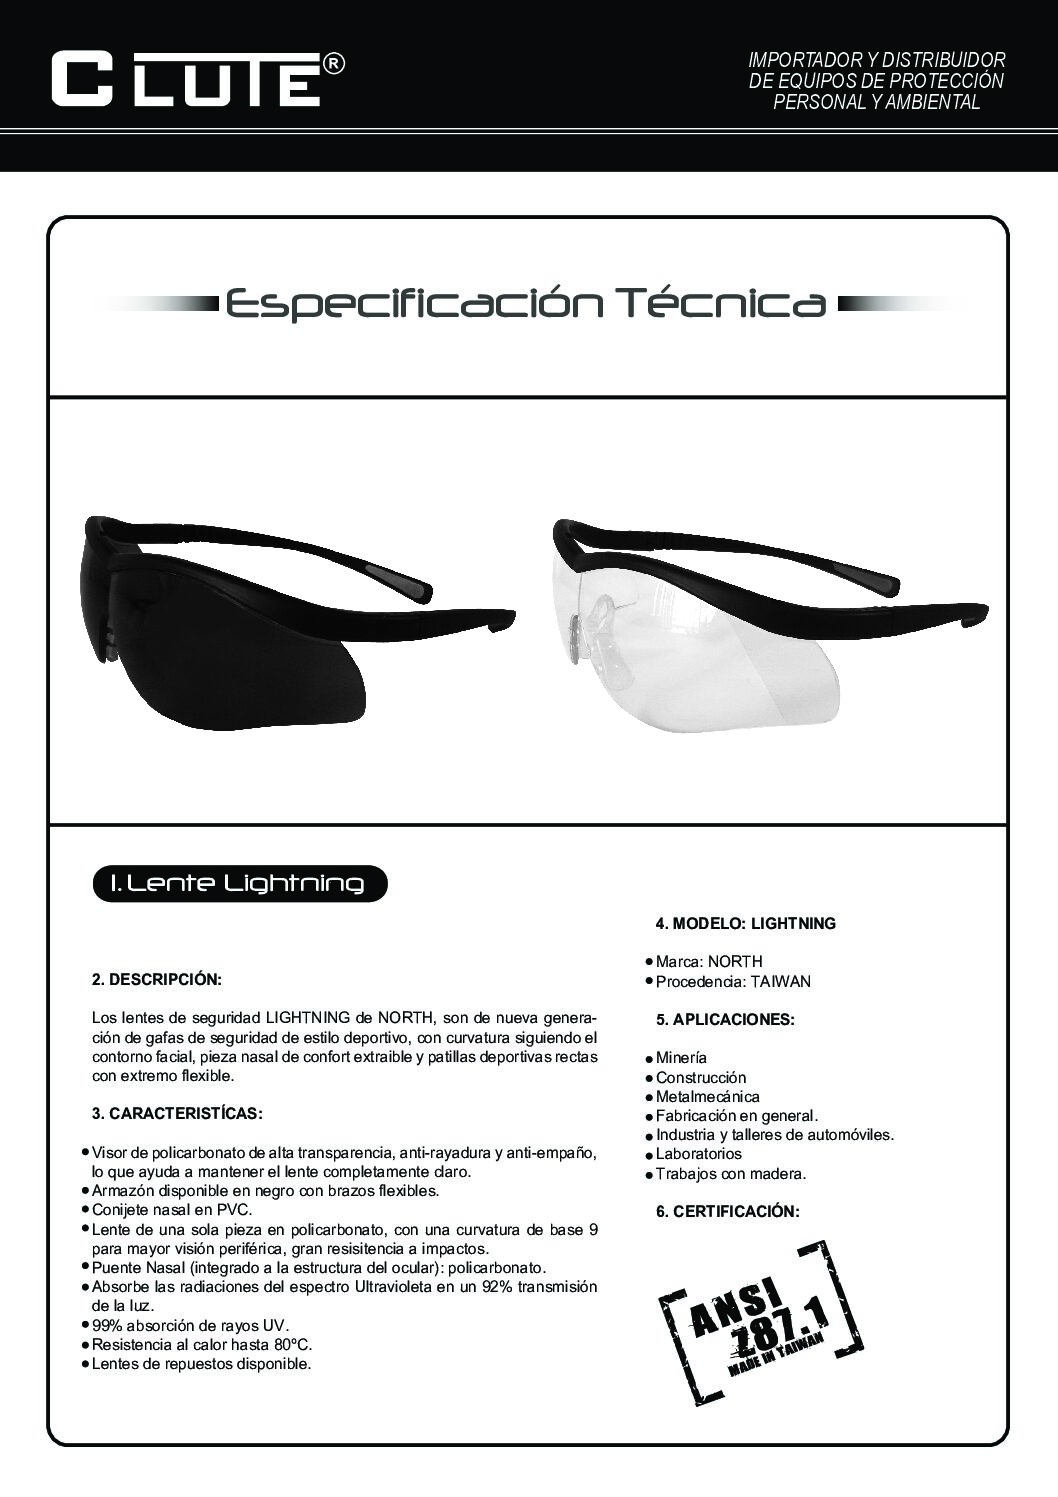 C LUTE®
IMPORTADOR Y DISTRIBUIDOR
DE EQUIPOS DE PROTECCIÓN
PERSONAL Y AMBIENTAL
Especificación Técnica
1. Lente Lightning
2. DESCRIPCIÓN:
Los lentes de seguridad LIGHTNING de NORTH, son de nueva genera-
ción de gafas de seguridad de estilo deportivo, con curvatura siguiendo el
contorno facial, pieza nasal de confort extraible y patillas deportivas rectas
con extremo flexible.
3. CARACTERISTÍCAS:
● Visor de policarbonato de alta transparencia, anti-rayadura y anti-empaño,
lo que ayuda a mantener el lente completamente claro.
● Armazón disponible en negro con brazos flexibles.
● Conijete nasal en PVC.
● Lente de una sola pieza en policarbonato, con una curvatura de base 9
para mayor visión periférica, gran resisitencia a impactos.
● Puente Nasal (integrado a la estructura del ocular): policarbonato.
● Absorbe las radiaciones del espectro Ultravioleta en un 92% transmisión
de la luz.
● 99% absorción de rayos UV.
● Resistencia al calor hasta 80ºC.
● Lentes de repuestos disponible.
4. MODELO: LIGHTNING
● Marca: NORTH
● Procedencia: TAIWAN
5. APLICACIONES:
● Minería
● Construcción
● Metalmecánica
● Fabricación en general.
● Industria y talleres de automóviles.
● Laboratorios
● Trabajos con madera.
6. CERTIFICACIÓN:
ANSI
Z87.1
MADE IN TAIWAN